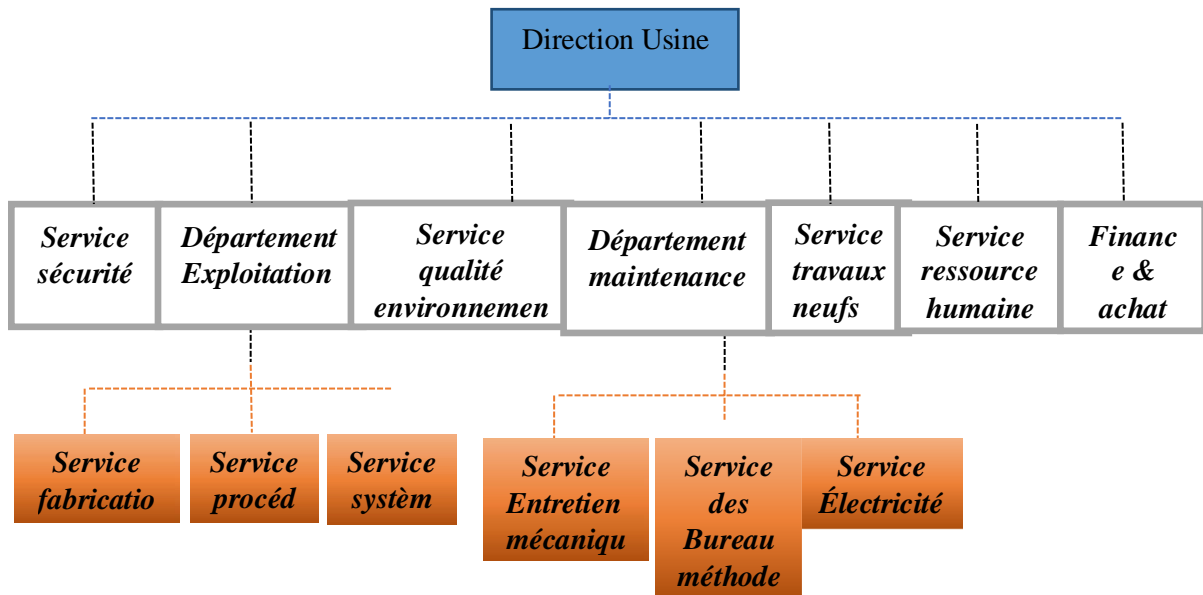 Direction Usine
Service
sécurité
Département
Exploitation
Service
qualité
environnemen
Département
maintenance
Service
travaux
neufs
Service
ressource
humaine
Financ
e &
achat
Service
fabricatio
Service
procéd
Service
systèm
Service
Entretien
mécaniqu
Service
des
Bureau
méthode
Service
Électricité